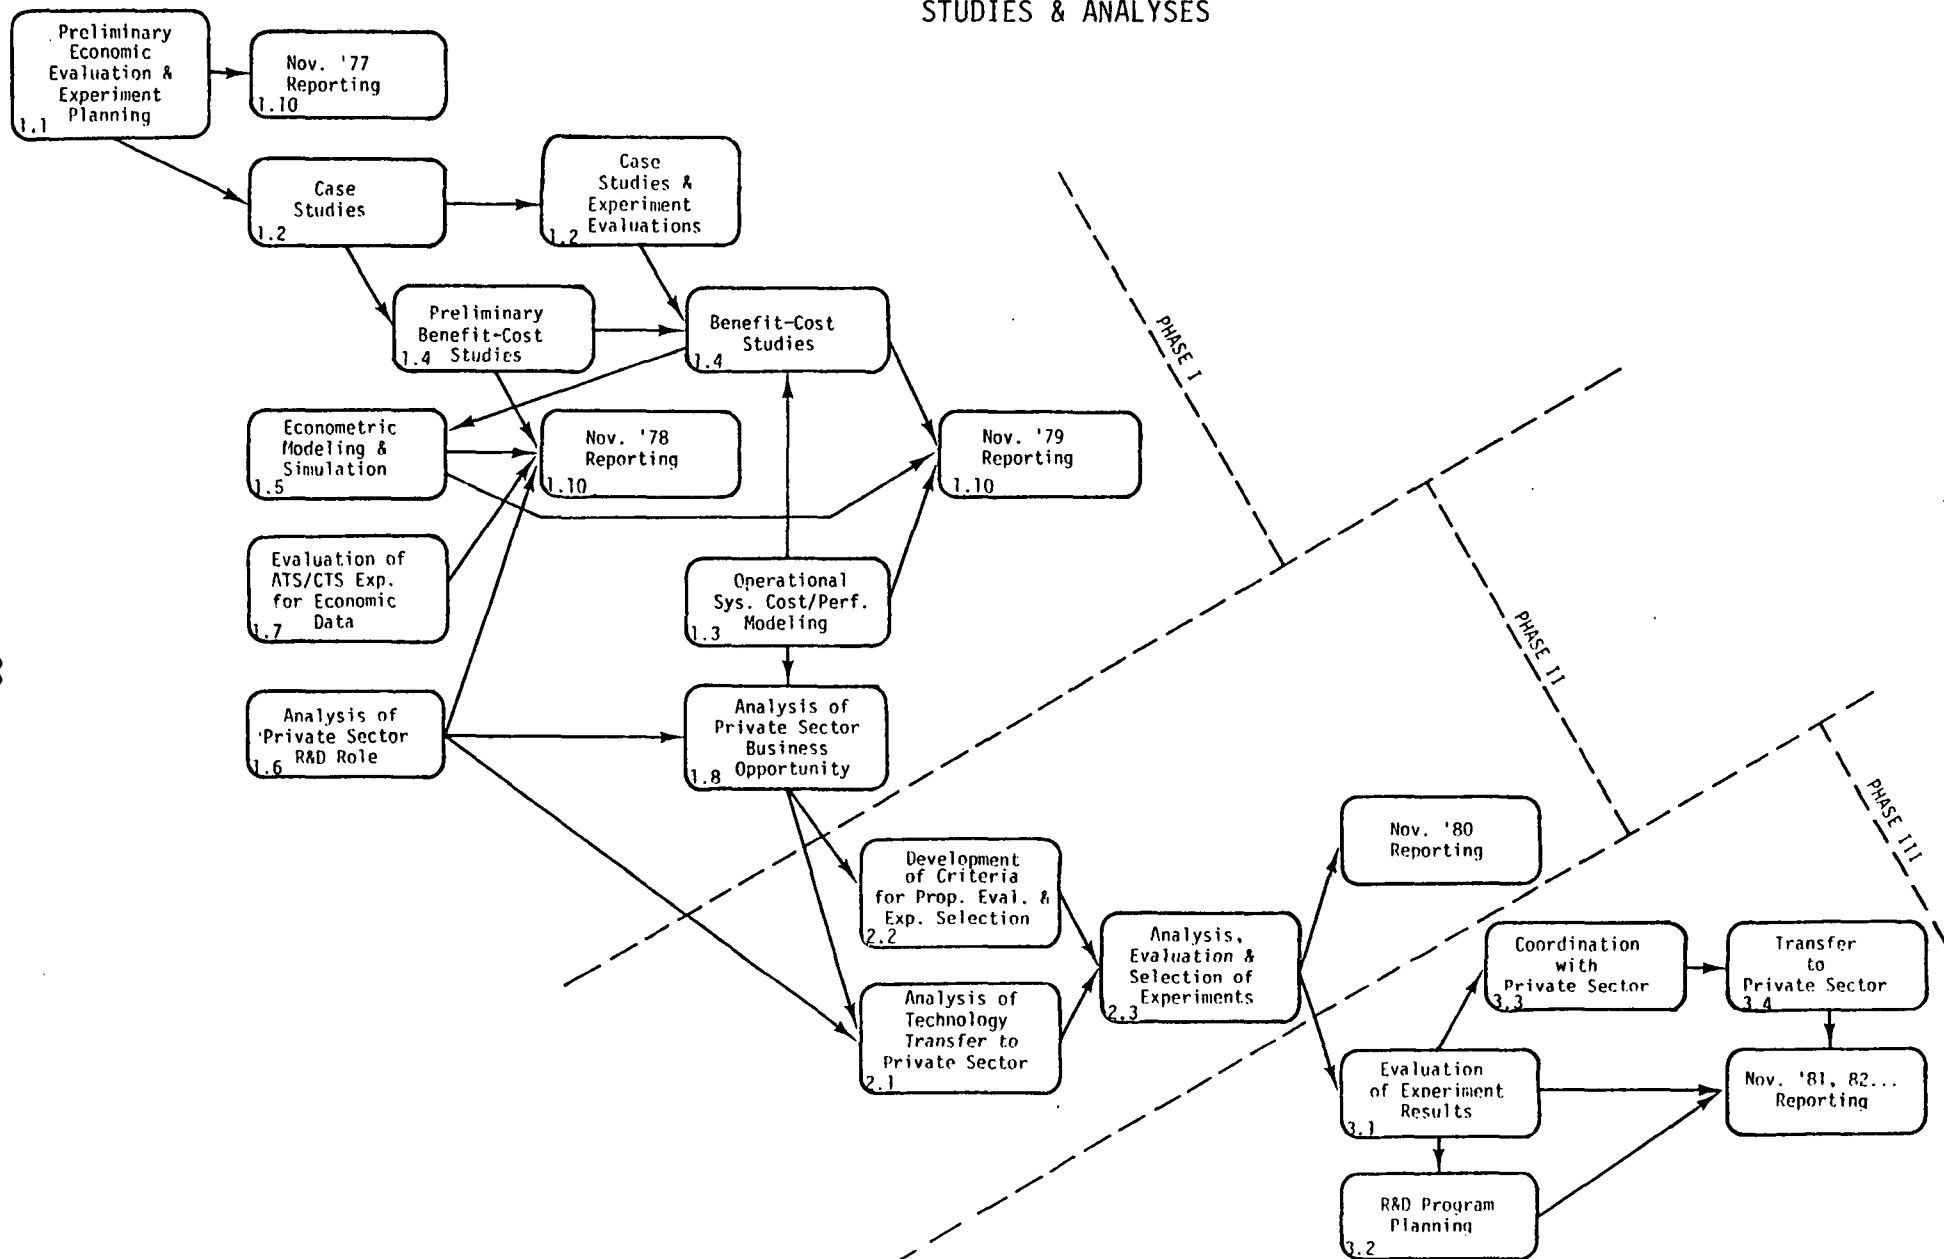 STUDIES & ANALYSES
Preliminary
Economic
Evaluation &
Experiment
Planning
1.1
Nov. '77
Reporting
1.10
Case
Studies
1.2
Case
Studies &
Experiment
Evaluations
1.2
Preliminary
Benefit-Cost
Studies
1.4
Benefit-Cost
Studies
1.4
Econometric
Modeling &
Simulation
1.5
Nov. '78
Reporting
1.10
Nov. '79
Reporting
1.10
Evaluation of
ATS/CTS Exp.
for Economic
Data
1.7
Operational
Sys. Cost/Perf.
Modeling
1.3
Analysis of
Private Sector
R&D Role
1.6
Analysis of
Private Sector
Business
Opportunity
1.8
PHASE I
PHASE II
PHASE III
Development
of Criteria
for Prop. Eval. &
Exp. Selection
2.2
Analysis of
Technology
Transfer to
Private Sector
2.1
Analysis,
Evaluation &
Selection of
Experiments
2.3
Nov. '80
Reporting
Coordination
with
Private Sector
3.3
Transfer
to
Private Sector
3.4
Evaluation
of Experiment
Results
3.1
Nov. '81, 82...
Reporting
R&D Program
Planning
3.2